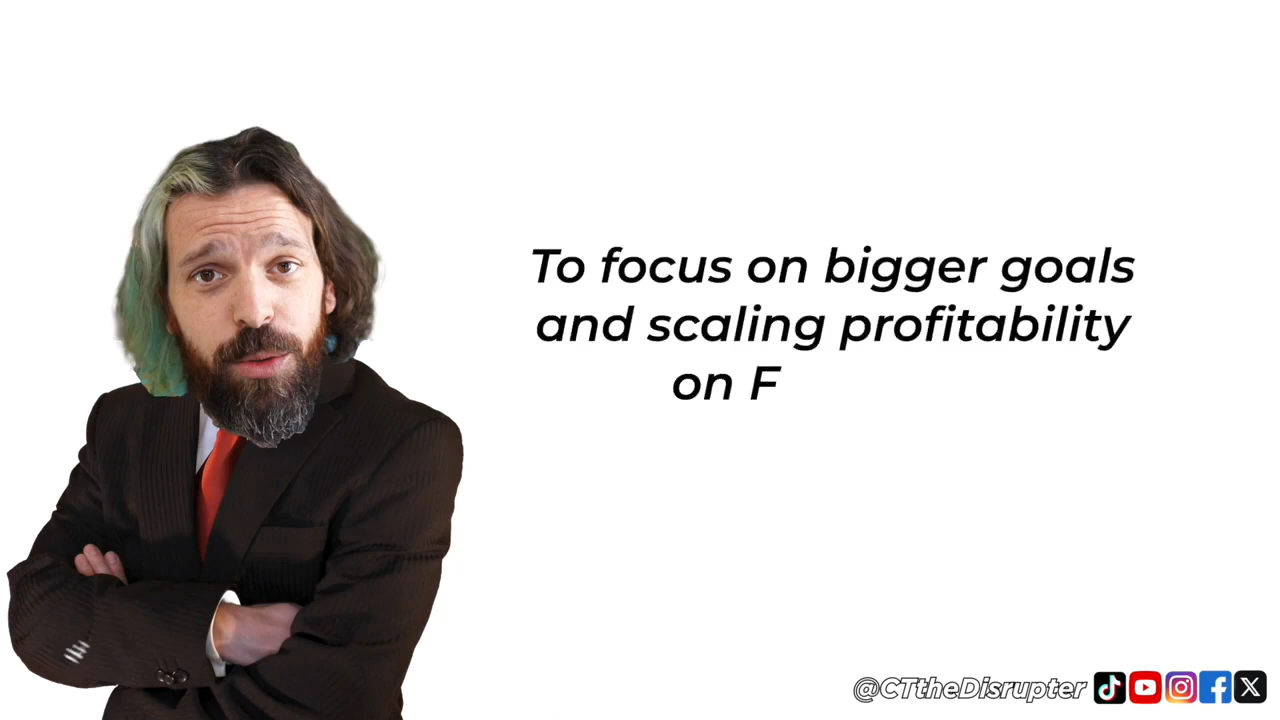 To focus on bigger goals
and scaling profitability
on F
@CTtheDisrupter